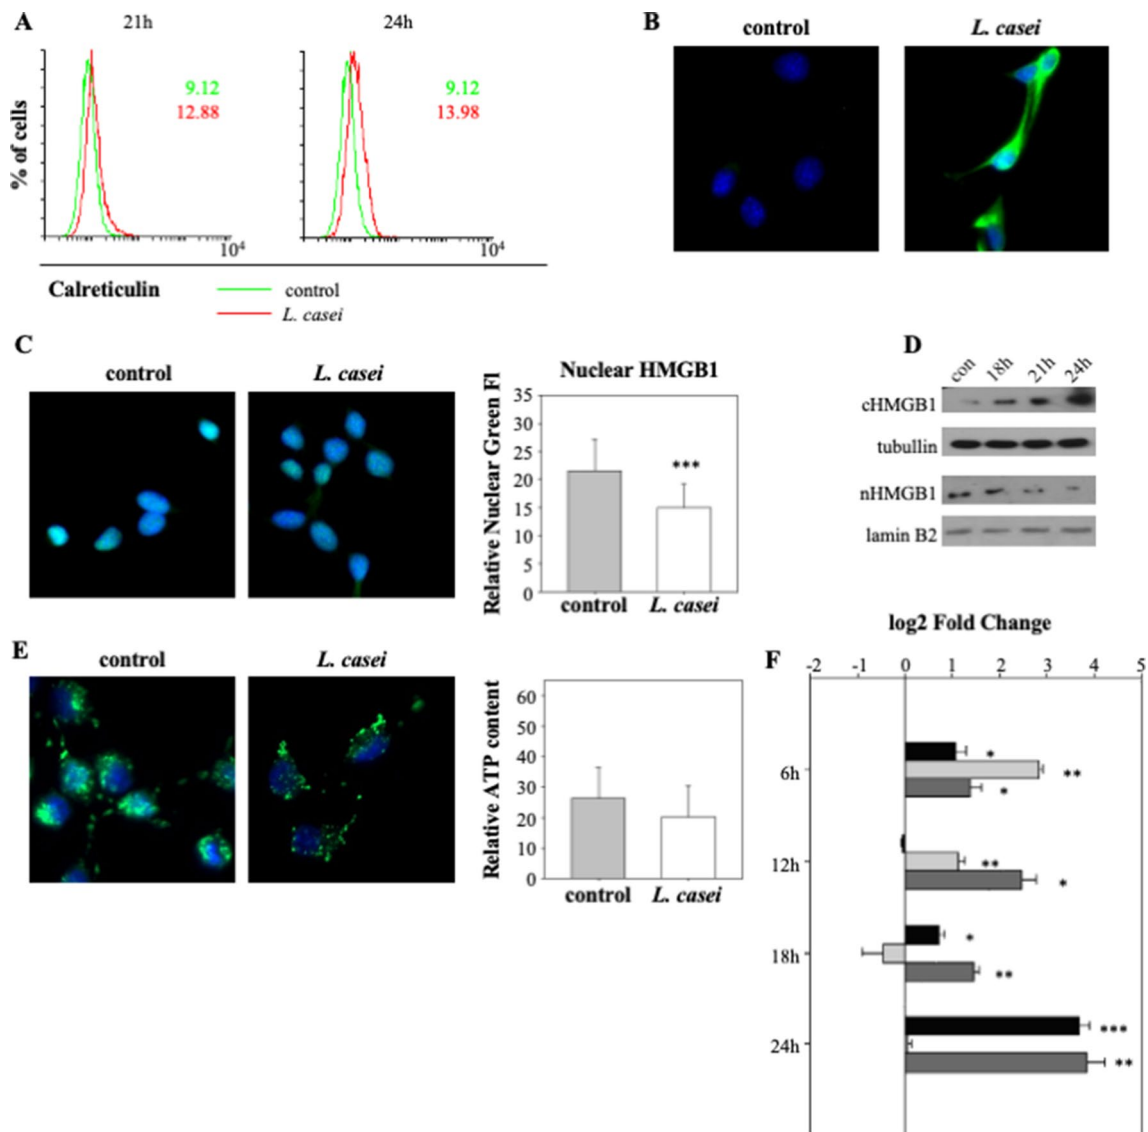 A
21h
24h
% of cells
9.12
12.88
9.12
13.98
10⁴
10⁴
Calreticulin
control
L. casei
B
control
L. casei
C
control
L. casei
Nuclear HMGB1
Relative Nuclear Green Fl
35
30
25
20
15
10
5
0
***
control
L. casei
D
con
18h
21h
24h
cHMGB1
tubullin
nHMGB1
lamin B2
E
control
L. casei
Relative ATP content
60
50
40
30
20
10
0
control
L. casei
log2 Fold Change
F
-2 -1 0 1 2 3 4 5
*
6h
**
*
12h
**
*
*
18h
**
***
24h
**